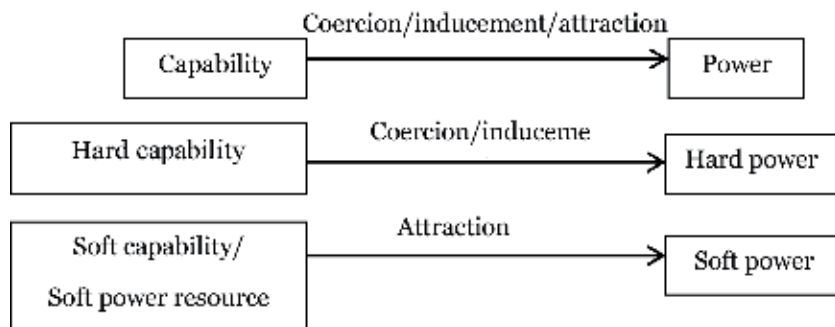 Coercion/inducement/attraction
Capability
Power
Coercion/induceme
Hard capability
Hard power
Attraction
Soft capability/
Soft power resource
Soft power